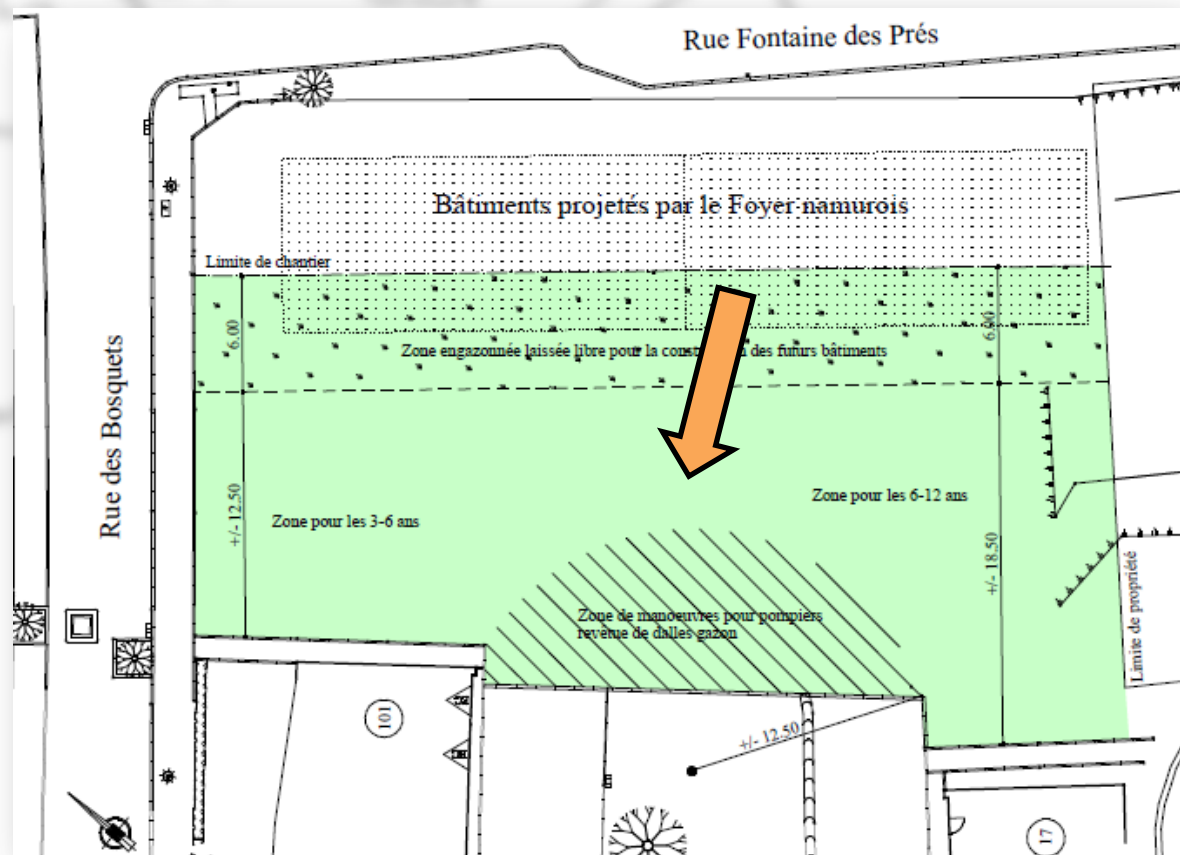 Rue Fontaine des Prés
Bâtiments projetés par le Foyer namurois
Limite de chantier
6.00
6.00
Zone engazonnée laissée libre pour la des futurs bâtiments
Rue des Bosquets
+/- 12.50
Zone pour les 3-6 ans
Zone pour les 6-12 ans
+/- 18.50
Zone de manoeuvres pour pompiers
revêtue de dalles gazon
Limite de propriété
101
+/- 12.50
17